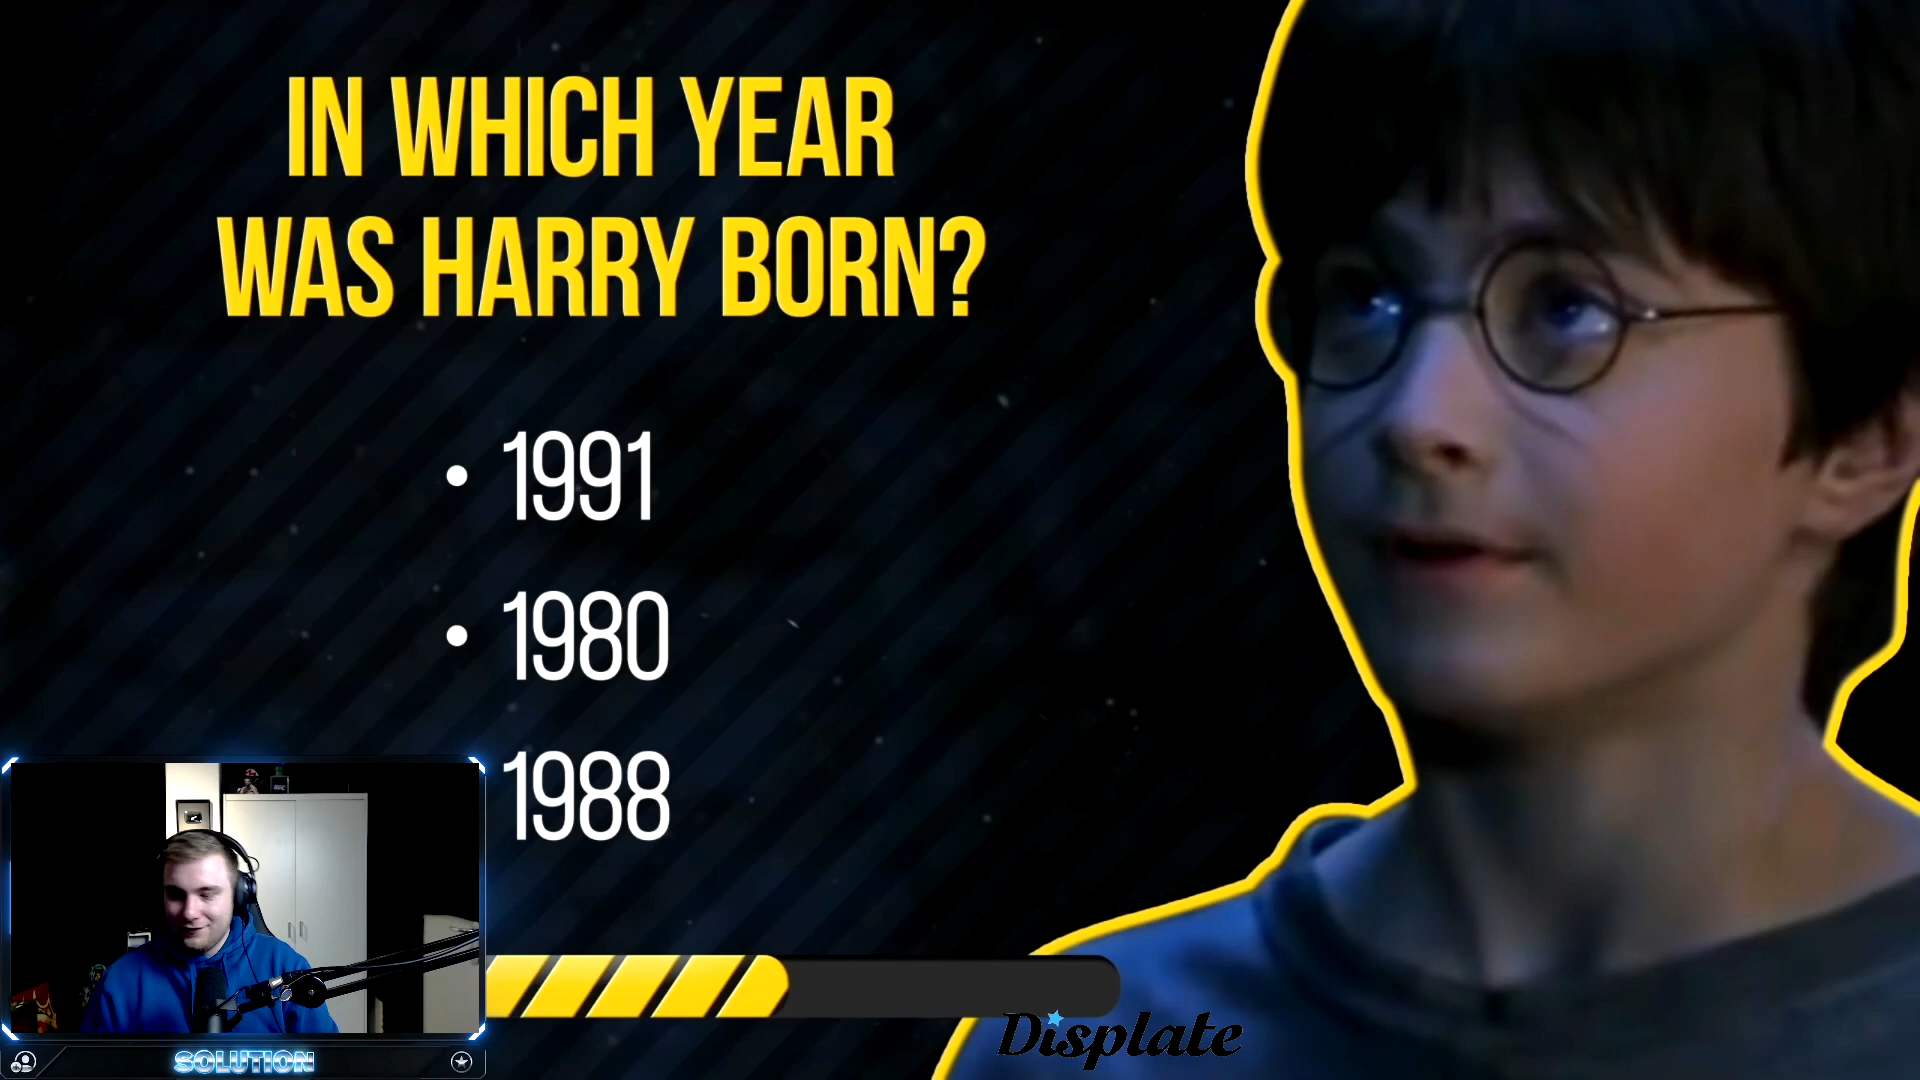 IN WHICH YEAR
WAS HARRY BORN?
• 1991
• 1980
1988
SOLUTION
Displate